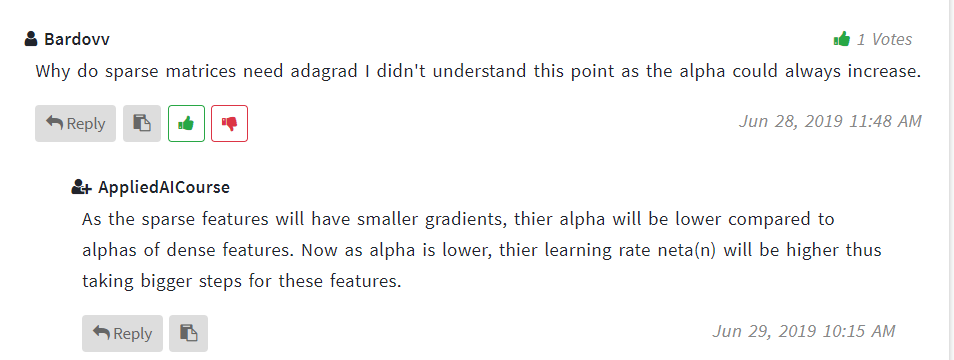 Bardovv 1 Votes
Why do sparse matrices need adagrad I didn't understand this point as the alpha could always increase.
Reply Jun 28, 2019 11:48 AM
AppliedAICourse
As the sparse features will have smaller gradients, thier alpha will be lower compared to
alphas of dense features. Now as alpha is lower, thier learning rate neta(n) will be higher thus
taking bigger steps for these features.
Reply Jun 29, 2019 10:15 AM